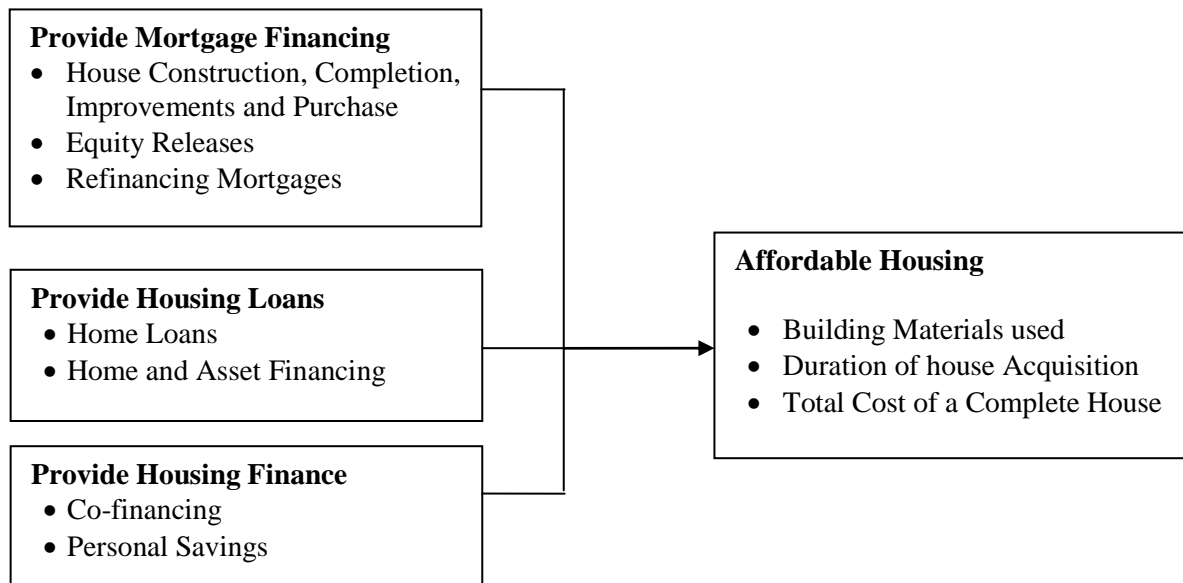 Provide Mortgage Financing
• House Construction, Completion,
Improvements and Purchase
• Equity Releases
• Refinancing Mortgages
Provide Housing Loans
• Home Loans
• Home and Asset Financing
Provide Housing Finance
• Co-financing
• Personal Savings
Affordable Housing
• Building Materials used
• Duration of house Acquisition
• Total Cost of a Complete House